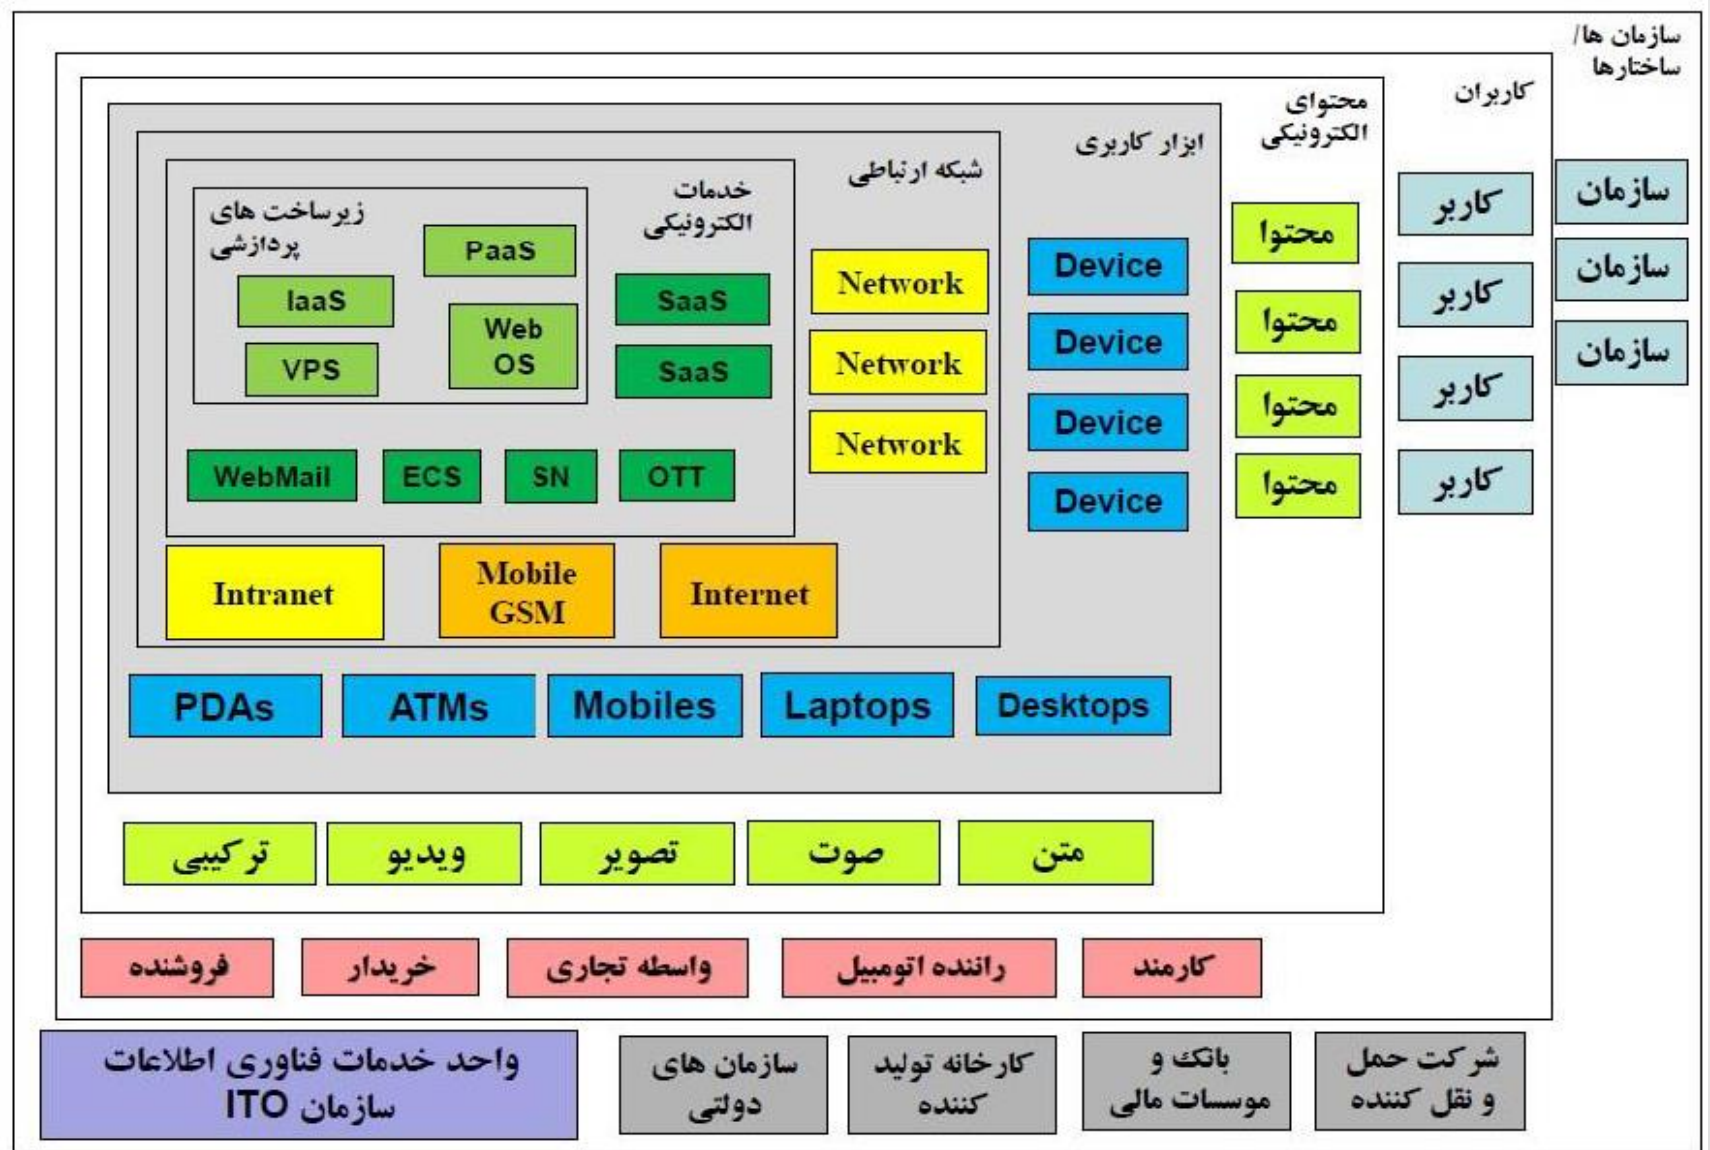 سازمان ها/
ساختارها
کاربران
محتوای
الکترونیکی
ابزار کاربری
شبکه ارتباطی
خدمات
الکترونیکی
زیرساخت های
پردازشی
PaaS
IaaS
Web
OS
VPS
SaaS
SaaS
WebMail
ECS
SN
OTT
Network
Network
Network
Intranet
Mobile
GSM
Internet
Device
Device
Device
Device
PDAs
ATMs
Mobiles
Laptops
Desktops
محتوا
محتوا
محتوا
محتوا
متن
صوت
تصویر
ویدیو
ترکیبی
کاربر
کاربر
کاربر
کاربر
کارمند
راننده اتومبیل
واسطه تجاری
خریدار
فروشنده
سازمان
سازمان
سازمان
شرکت حمل
و نقل کننده
بانک و
موسسات مالی
کارخانه تولید
کننده
سازمان های
دولتی
واحد خدمات فناوری اطلاعات
سازمان ITO